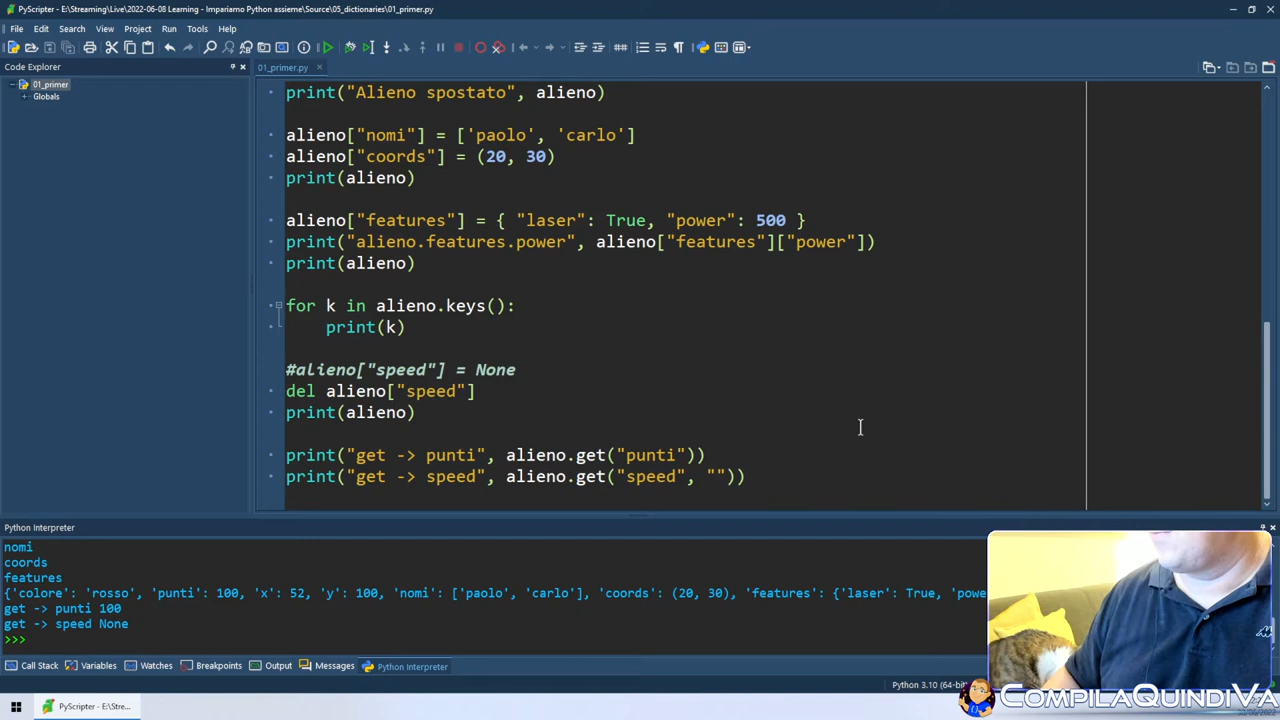 PyScripter - E:\Streaming\Live\2022-06-08 Learning - Impariamo Python assieme\Source\05_dictionaries\01_primer.py
File Edit Search View Project Run Tools Help
Code Explorer
01_primer
Globals
01_primer.py
print("Alieno spostato", alieno)
alieno["nomi"] = ['paolo', 'carlo']
alieno["coords"] = (20, 30)
print(alieno)
alieno["features"] = { "laser": True, "power": 500 }
print("alieno.features.power", alieno["features"]["power"])
print(alieno)
for k in alieno.keys():
print(k)
#alieno["speed"] = None
del alieno["speed"]
print(alieno)
print("get -> punti", alieno.get("punti"))
print("get -> speed", alieno.get("speed", ""))
Python Interpreter
nomi
coords
features
{'colore': 'rosso', 'punti': 100, 'x': 52, 'y': 100, 'nomi': ['paolo', 'carlo'], 'coords': (20, 30), 'features': {'laser': True, 'powe
get -> punti 100
get -> speed None
>>>
Call Stack Variables Watches Breakpoints Output Messages Python Interpreter
Python 3.10 (64-bit)
PyScripter - E:\Stre...
COMPILAQUINDIVA